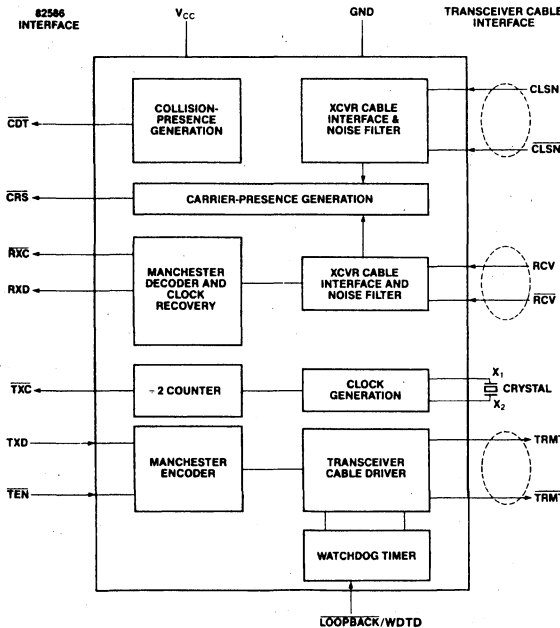 82586
INTERFACE
VCC
GND
TRANSCEIVER CABLE
INTERFACE
COLLISION-
PRESENCE
GENERATION
XCVR CABLE
INTERFACE &
NOISE FILTER
CLSN
CDT
CLSN
CRS
CARRIER-PRESENCE GENERATION
RXC
MANCHESTER
DECODER AND
CLOCK
RECOVERY
XCVR CABLE
INTERFACE AND
NOISE FILTER
RCV
RXD
RCV
TXC
÷ 2 COUNTER
CLOCK
GENERATION
X1
CRYSTAL
X2
TXD
MANCHESTER
ENCODER
TRANSCEIVER
CABLE DRIVER
TRMT
TEN
TRMT
WATCHDOG TIMER
LOOPBACK/WDTD